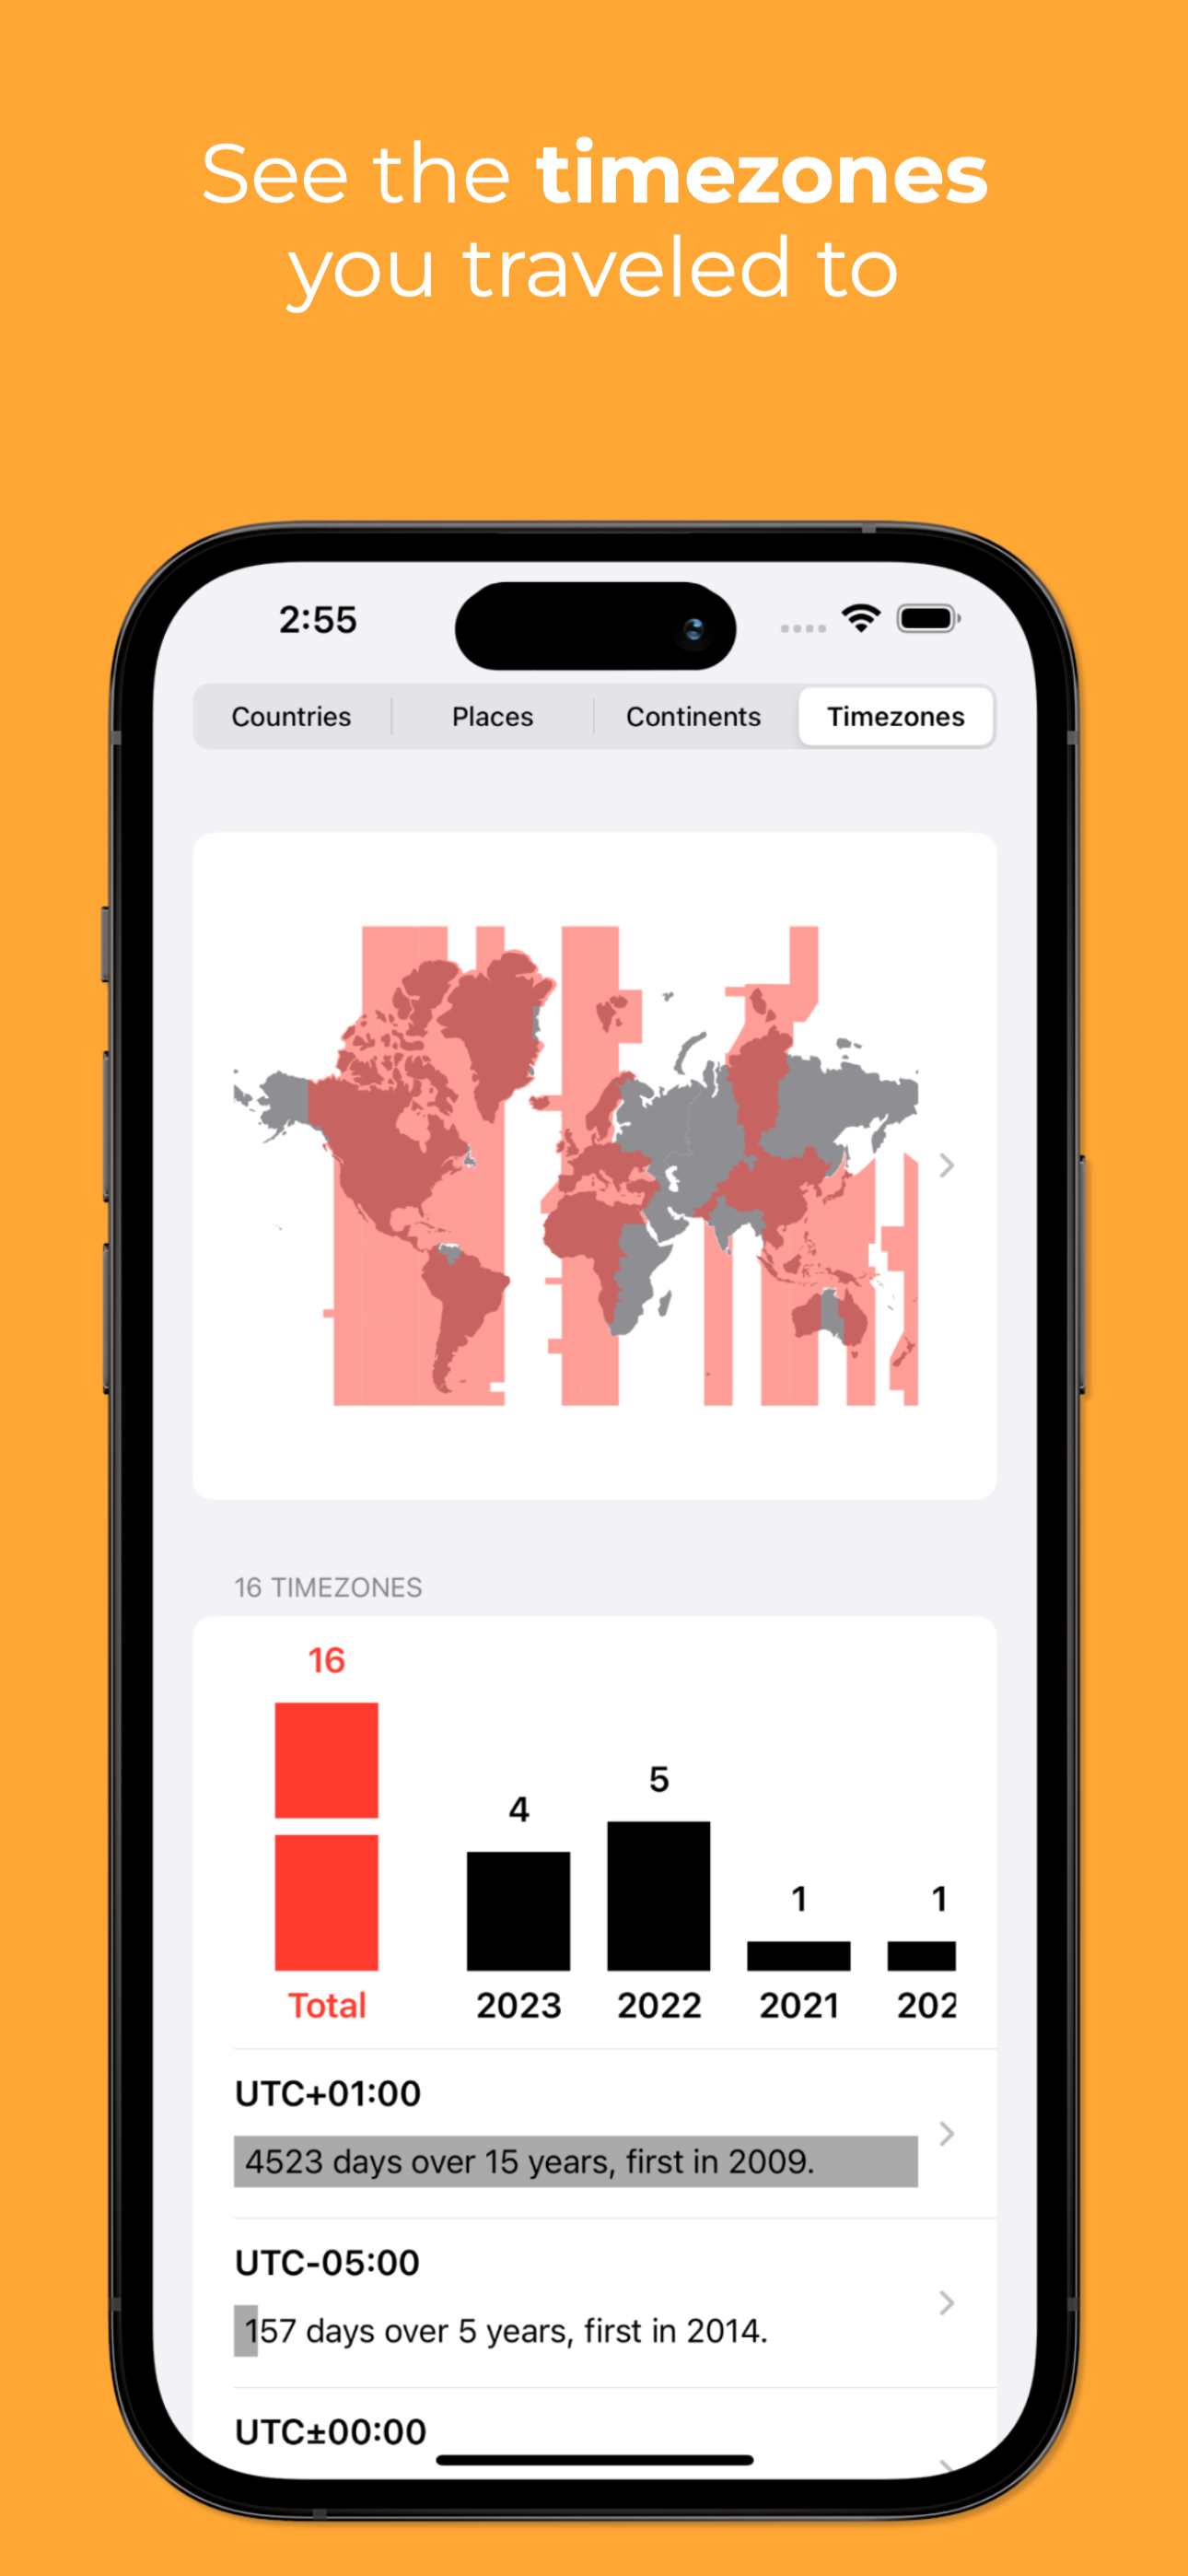 See the timezones
you traveled to
2:55
Countries Places Continents Timezones
16 TIMEZONES
16
4
5
1
1
Total 2023 2022 2021 202
UTC+01:00
4523 days over 15 years, first in 2009.
UTC-05:00
157 days over 5 years, first in 2014.
UTC±00:00